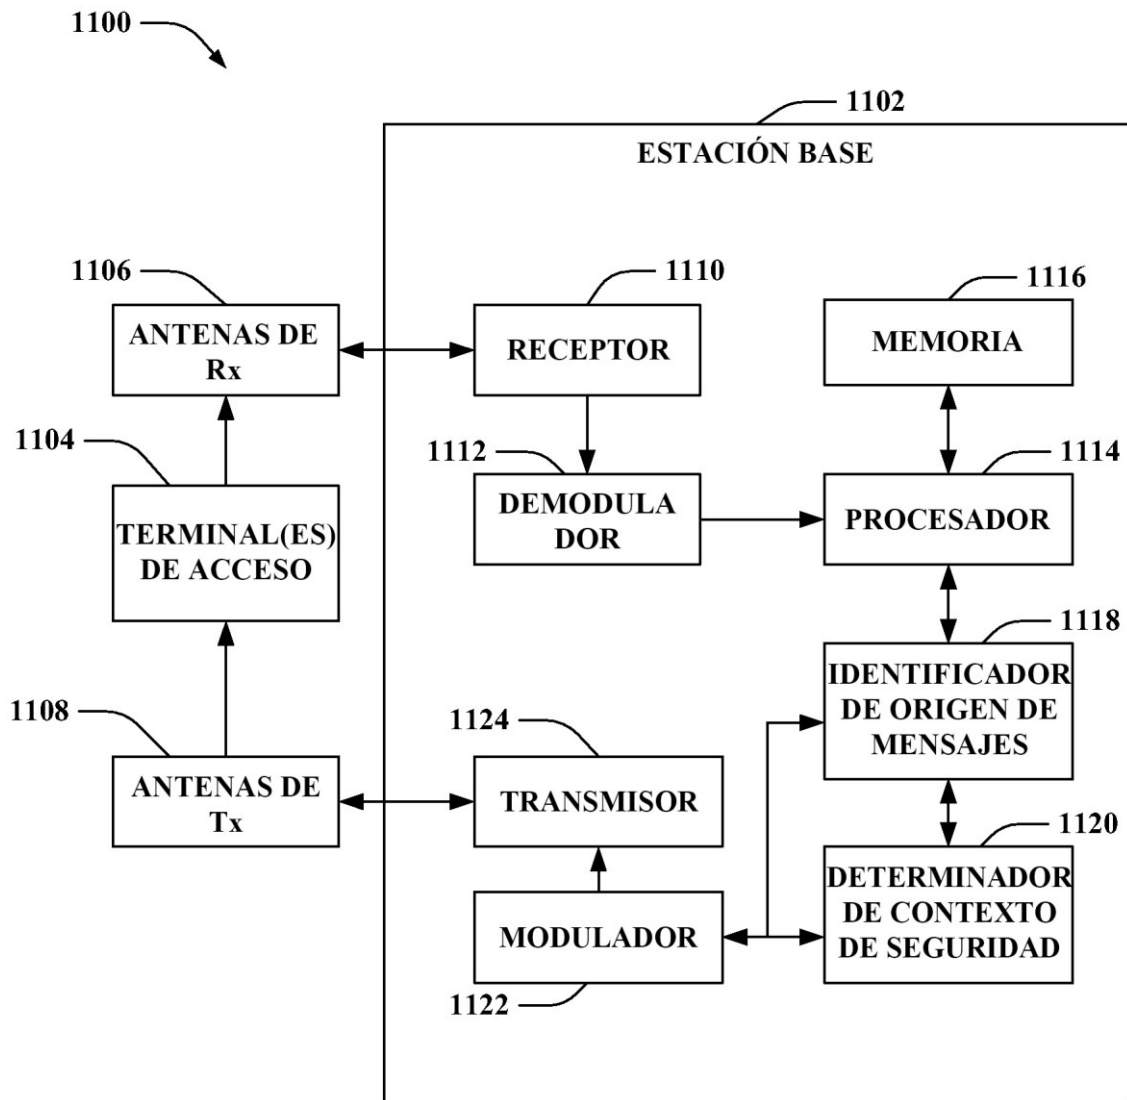 1100
1102
ESTACIÓN BASE
1106
1110
1116
ANTENAS DE
Rx
RECEPTOR
MEMORIA
1104
1112
1114
TERMINAL(ES)
DE ACCESO
DEMODULA
DOR
PROCESADOR
1118
IDENTIFICADOR
DE ORIGEN DE
MENSAJES
1108
1124
ANTENAS DE
Tx
TRANSMISOR
1120
DETERMINADOR
DE CONTEXTO
DE SEGURIDAD
MODULADOR
1122